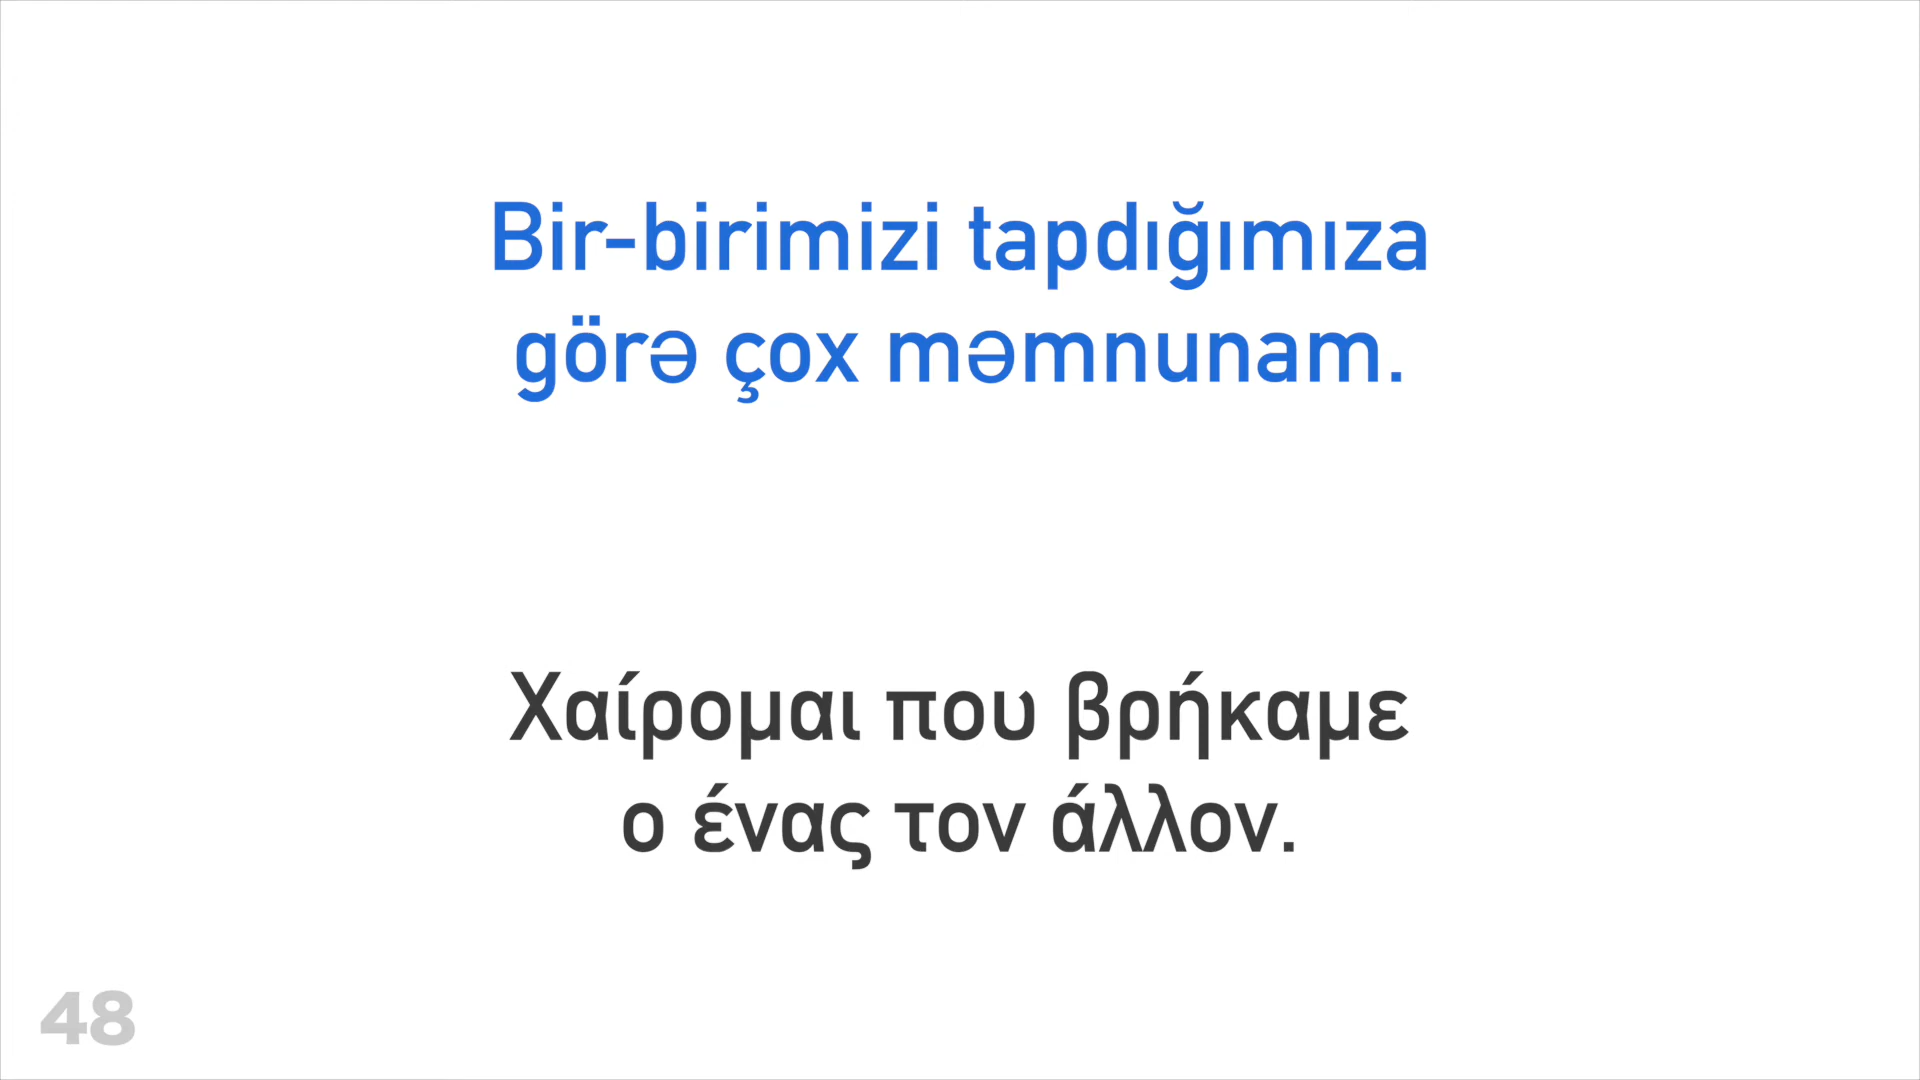 Bir-birimizi tapdığımıza
görə çox məmnunam.
Χαίρομαι που βρήκαμε
ο ένας τον άλλον.
48